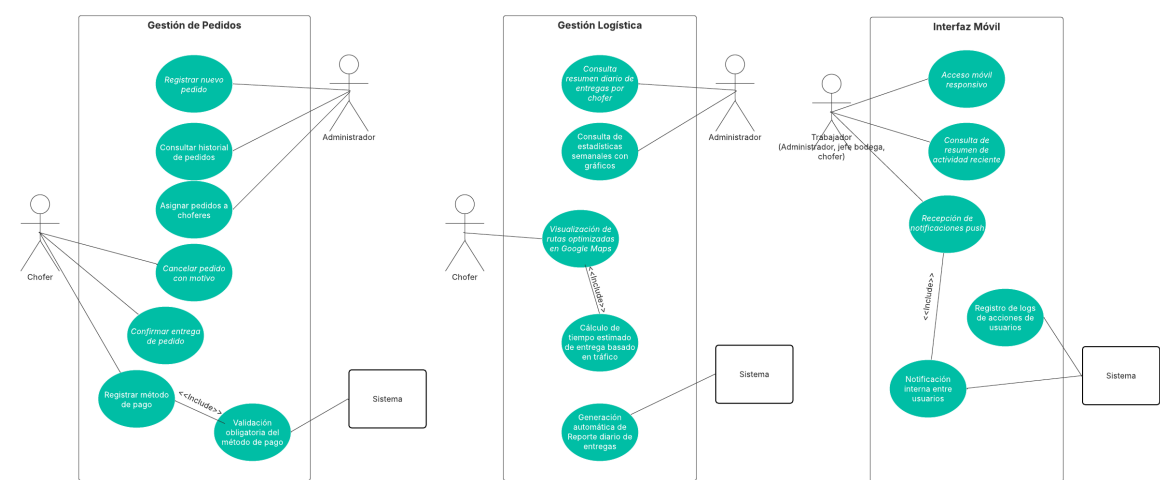 Gestión de Pedidos
Registrar nuevo
pedido
Administrador
Consultar historial
de pedidos
Asignar pedidos a
choferes
Chofer
Cancelar pedido
con motivo
Confirmar entrega
de pedido
Registrar método
de pago
<<Include>>
Validación
obligatoria del
método de pago
Sistema
Gestión Logística
Consulta
resumen diario de
entregas por
chofer
Administrador
Consulta de
estadísticas
semanales con
gráficos
Chofer
Visualización de
rutas optimizadas
en Google Maps
<<Include>>
Cálculo de
tiempo estimado
de entrega basado
en tráfico
Sistema
Generación
automática de
Reporte diario de
entregas
Interfaz Móvil
Acceso móvil
responsivo
Trabajador
(Administrador, jefe bodega,
chofer)
Consulta de
resumen de
actividad reciente
Recepción de
notificaciones push
<<Include>>
Registro de logs
de acciones de
usuarios
Notificación
interna entre
usuarios
Sistema